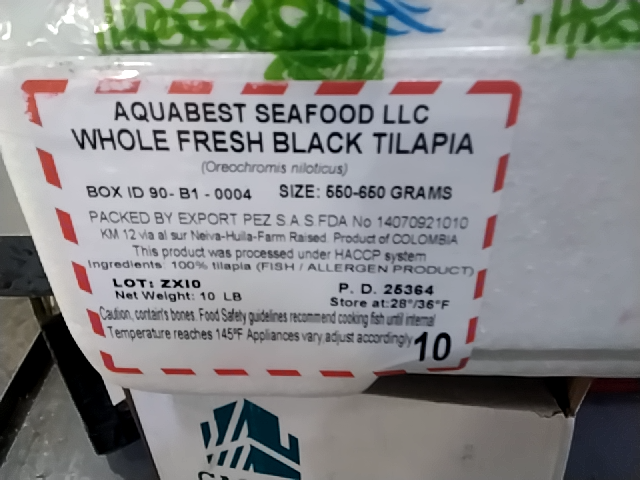 AQUABEST SEAFOOD LLC
WHOLE FRESH BLACK TILAPIA
(Oreochromis niloticus)
BOX ID 90- B1 - 0004 SIZE: 550-650 GRAMS
PACKED BY EXPORT PEZ S.A.S FDA No 14070921010
KM 12 via al sur Neiva-Huila-Farm Raised. Product of COLOMBIA
This product was processed under HACCP system
Ingredients: 100% tilapia (FISH / ALLERGEN PRODUCT)
LOT: ZXI0 P. D. 25364
Net Weight: 10 LB Store at:28°/36°F
Caution, contain's bones. Food Safety guidelines recommend cooking fish until internal
Temperature reaches 145ºF Appliances vary,adjust accordingly 10